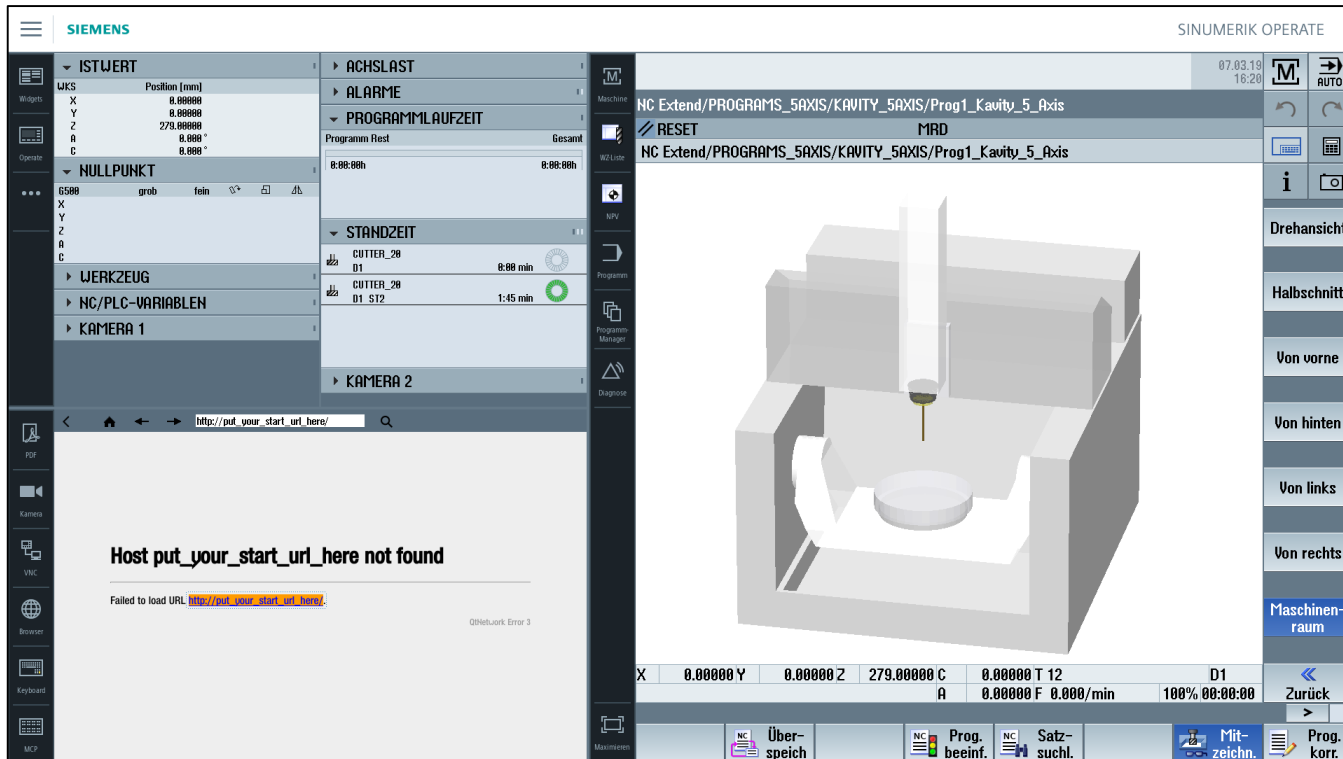 SIEMENS
SINUMERIK OPERATE
Widgets
Operate
ISTWERT
WKS Position [mm]
X 0.00000
Y 0.00000
Z 279.00000
A 0.000 °
C 0.000 °
NULLPUNKT
G500 grob fein
X
Y
Z
A
C
WERKZEUG
NC/PLC-VARIABLEN
KAMERA 1
ACHSLAST
ALARME
PROGRAMMLAUFZEIT
Programm Rest Gesamt
0:00:00h 0:00:00h
STANDZEIT
CUTTER_20
D1 0:00 min
CUTTER_20
D1 ST2 1:45 min
KAMERA 2
PDF
Kamera
VNC
Browser
Keyboard
MCP
http://put_your_start_url_here/
Host put_your_start_url_here not found
Failed to load URL http://put_your_start_url_here/.
QtNetwork Error 3
M
Maschine
WZ-Liste
NPV
Programm
Programm-
Manager
Diagnose
Maximieren
07.03.19
16:20
NC Extend/PROGRAMS_5AXIS/KAVITY_5AXIS/Prog1_Kavity_5_Axis
RESET MRD
NC Extend/PROGRAMS_5AXIS/KAVITY_5AXIS/Prog1_Kavity_5_Axis
X 0.00000 Y 0.00000 Z 279.00000 C 0.00000 T 12 D1
A 0.00000 F 0.000/min 100% 00:00:00
NC Über-
speich
NC Prog.
beeinf.
NC Satz-
suchl.
Mit-
zeichn.
Prog.
korr.
M
AUTO
i
Drehansicht
Halbschnitt
Von vorne
Von hinten
Von links
Von rechts
Maschinen-
raum
Zurück
>